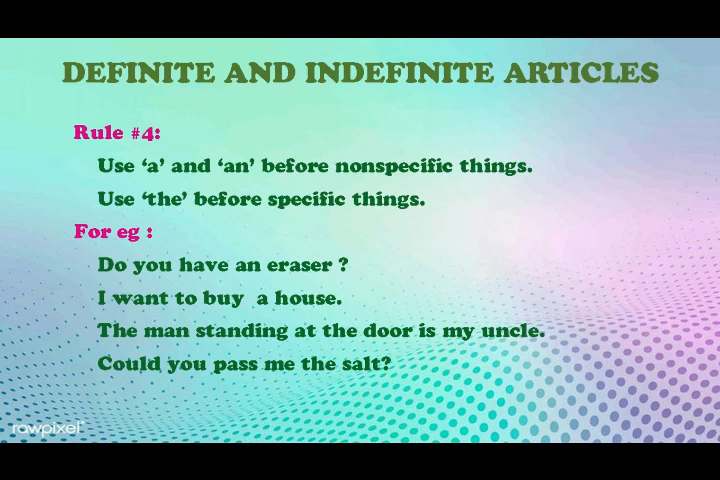 DEFINITE AND INDEFINITE ARTICLES
Rule #4:
Use ‘a’ and ‘an’ before nonspecific things.
Use ‘the’ before specific things.
For eg :
Do you have an eraser ?
I want to buy  a house.
The man standing at the door is my uncle.
Could you pass me the salt?
rawpixel